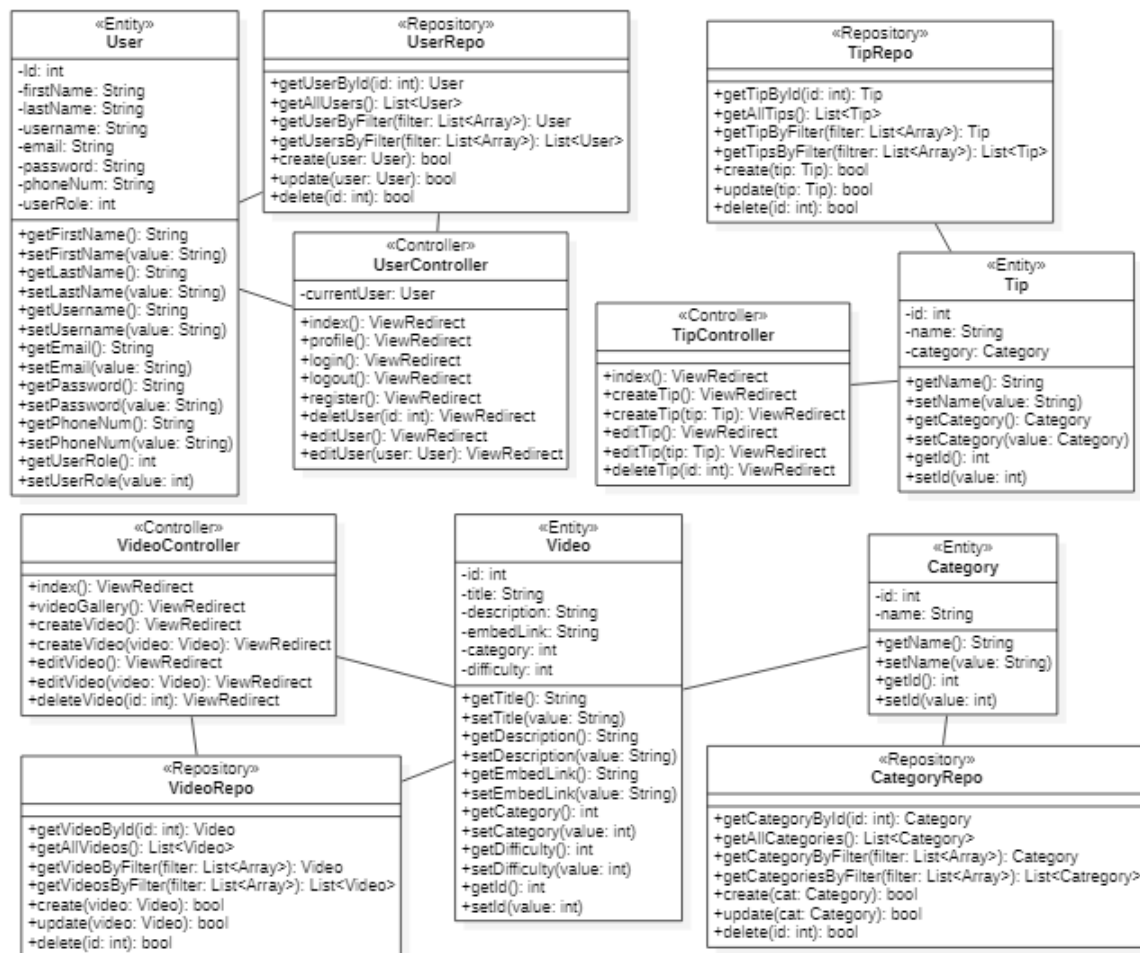 «Entity»
User
-Id: int
-firstName: String
-lastName: String
-username: String
-email: String
-password: String
-phoneNum: String
-userRole: int
+getFirstName(): String
+setFirstName(value: String)
+getLastName(): String
+setLastName(value: String)
+getUsername(): String
+setUsername(value: String)
+getEmail(): String
+setEmail(value: String)
+getPassword(): String
+setPassword(value: String)
+getPhoneNum(): String
+setPhoneNum(value: String)
+getUserRole(): int
+setUserRole(value: int)
«Repository»
UserRepo
+getUserById(id: int): User
+getAllUsers(): List<User>
+getUserByFilter(filter: List<Array>): User
+getUsersByFilter(filter: List<Array>): List<User>
+create(user: User): bool
+update(user: User): bool
+delete(id: int): bool
«Controller»
UserController
-currentUser: User
+index(): ViewRedirect
+profile(): ViewRedirect
+login(): ViewRedirect
+logout(): ViewRedirect
+register(): ViewRedirect
+deletUser(id: int): ViewRedirect
+editUser(): ViewRedirect
+editUser(user: User): ViewRedirect
«Repository»
TipRepo
+getTipById(id: int): Tip
+getAllTips(): List<Tip>
+getTipByFilter(filter: List<Array>): Tip
+getTipsByFilter(filtrer: List<Array>): List<Tip>
+create(tip: Tip): bool
+update(tip: Tip): bool
+delete(id: int): bool
«Controller»
TipController
+index(): ViewRedirect
+createTip(): ViewRedirect
+createTip(tip: Tip): ViewRedirect
+editTip(): ViewRedirect
+editTip(tip: Tip): ViewRedirect
+deleteTip(id: int): ViewRedirect
«Entity»
Tip
-id: int
-name: String
-category: Category
+getName(): String
+setName(value: String)
+getCategory(): Category
+setCategory(value: Category)
+getId(): int
+setId(value: int)
«Controller»
VideoController
+index(): ViewRedirect
+videoGallery(): ViewRedirect
+createVideo(): ViewRedirect
+createVideo(video: Video): ViewRedirect
+editVideo(): ViewRedirect
+editVideo(video: Video): ViewRedirect
+deleteVideo(id: int): ViewRedirect
«Repository»
VideoRepo
+getVideoById(id: int): Video
+getAllVideos(): List<Video>
+getVideoByFilter(filter: List<Array>): Video
+getVideosByFilter(filter: List<Array>): List<Video>
+create(video: Video): bool
+update(video: Video): bool
+delete(id: int): bool
«Entity»
Video
-id: int
-title: String
-description: String
-embedLink: String
-category: int
-difficulty: int
+getTitle(): String
+setTitle(value: String)
+getDescription(): String
+setDescription(value: String)
+getEmbedLink(): String
+setEmbedLink(value: String)
+getCategory(): int
+setCategory(value: int)
+getDifficulty(): int
+setDifficulty(value: int)
+getId(): int
+setId(value: int)
«Entity»
Category
-id: int
-name: String
+getName(): String
+setName(value: String)
+getId(): int
+setId(value: int)
«Repository»
CategoryRepo
+getCategoryById(id: int): Category
+getAllCategories(): List<Category>
+getCategoryByFilter(filter: List<Array>): Category
+getCategoriesByFilter(filter: List<Array>): List<Catregory>
+create(cat: Category): bool
+update(cat: Category): bool
+delete(id: int): bool